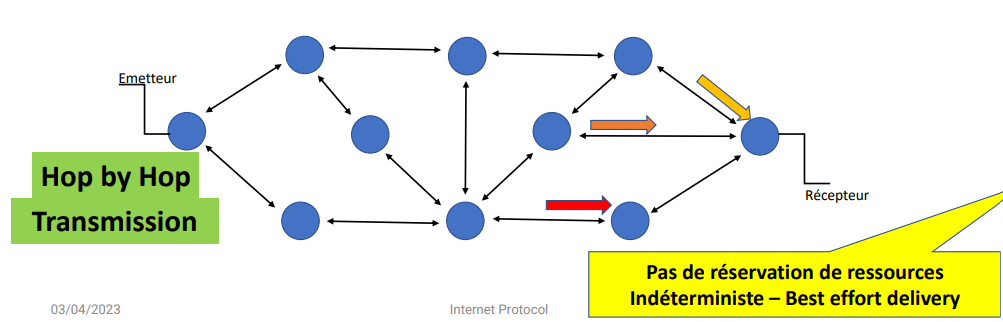 Emetteur
Hop by Hop
Transmission
Récepteur
Pas de réservation de ressources
Indéterministe – Best effort delivery
03/04/2023
Internet Protocol